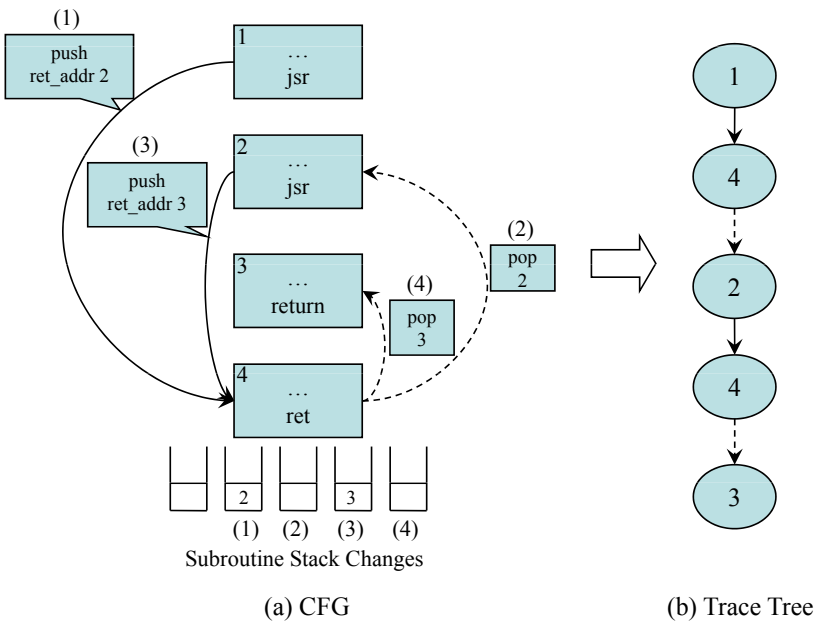 (1)
push
ret_addr 2
1
...
jsr
(3)
push
ret_addr 3
2
...
jsr
(2)
pop
2
3
...
return
(4)
pop
3
4
...
ret
2
3
(1) (2) (3) (4)
Subroutine Stack Changes
(a) CFG
1
4
2
4
3
(b) Trace Tree